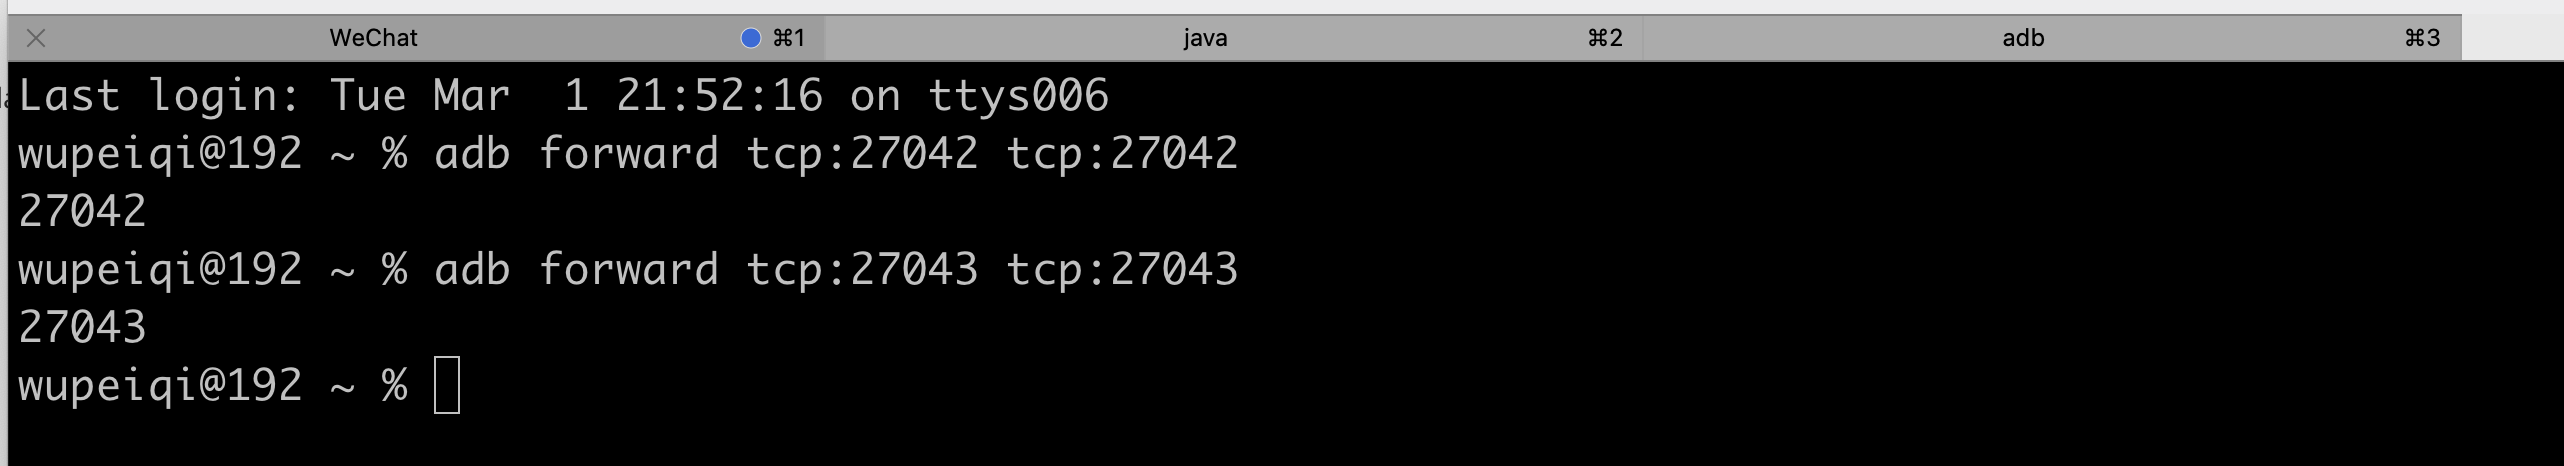 WeChat ⌘1 java ⌘2 adb ⌘3
Last login: Tue Mar  1 21:52:16 on ttys006
wupeiqi@192 ~ % adb forward tcp:27042 tcp:27042
27042
wupeiqi@192 ~ % adb forward tcp:27043 tcp:27043
27043
wupeiqi@192 ~ %